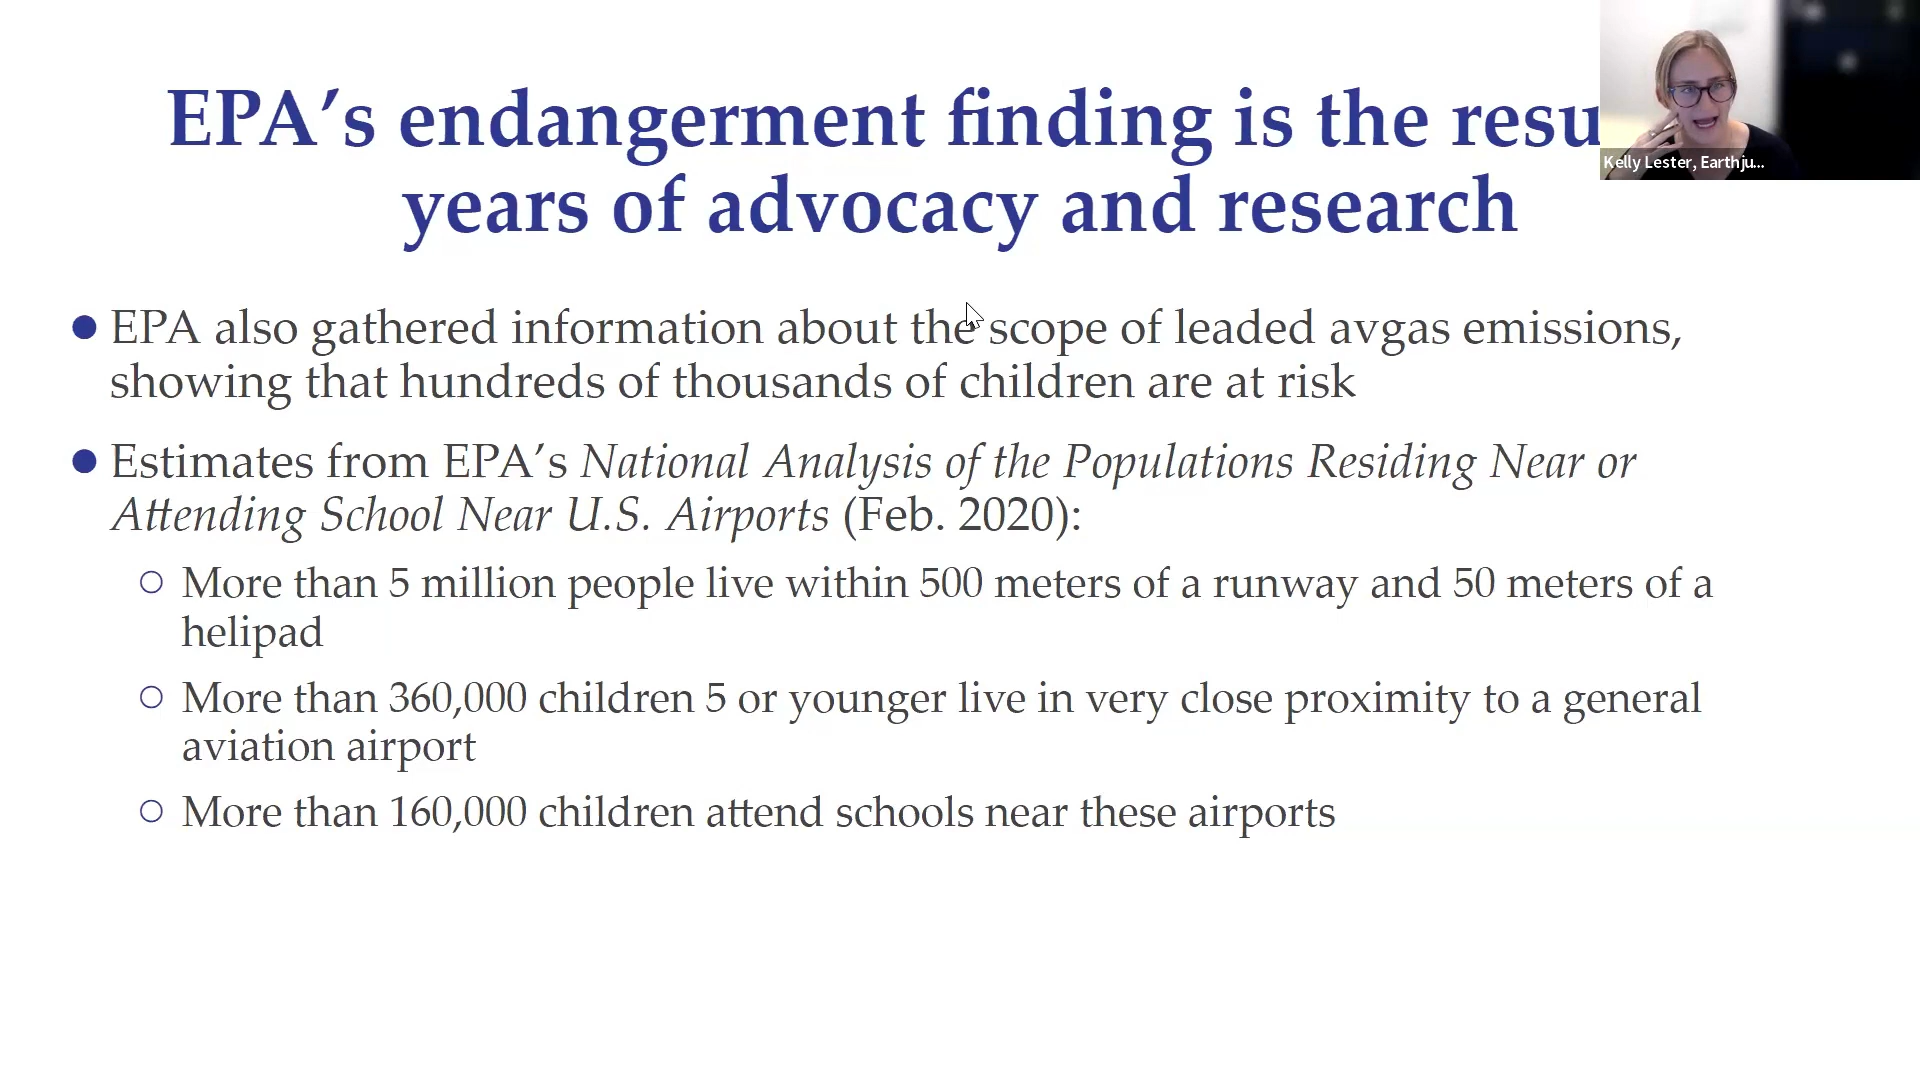 EPA’s endangerment finding is the resu
years of advocacy and research
Kelly Lester, Earthju...
● EPA also gathered information about the scope of leaded avgas emissions,
showing that hundreds of thousands of children are at risk
● Estimates from EPA’s National Analysis of the Populations Residing Near or
Attending School Near U.S. Airports (Feb. 2020):
○ More than 5 million people live within 500 meters of a runway and 50 meters of a
helipad
○ More than 360,000 children 5 or younger live in very close proximity to a general
aviation airport
○ More than 160,000 children attend schools near these airports